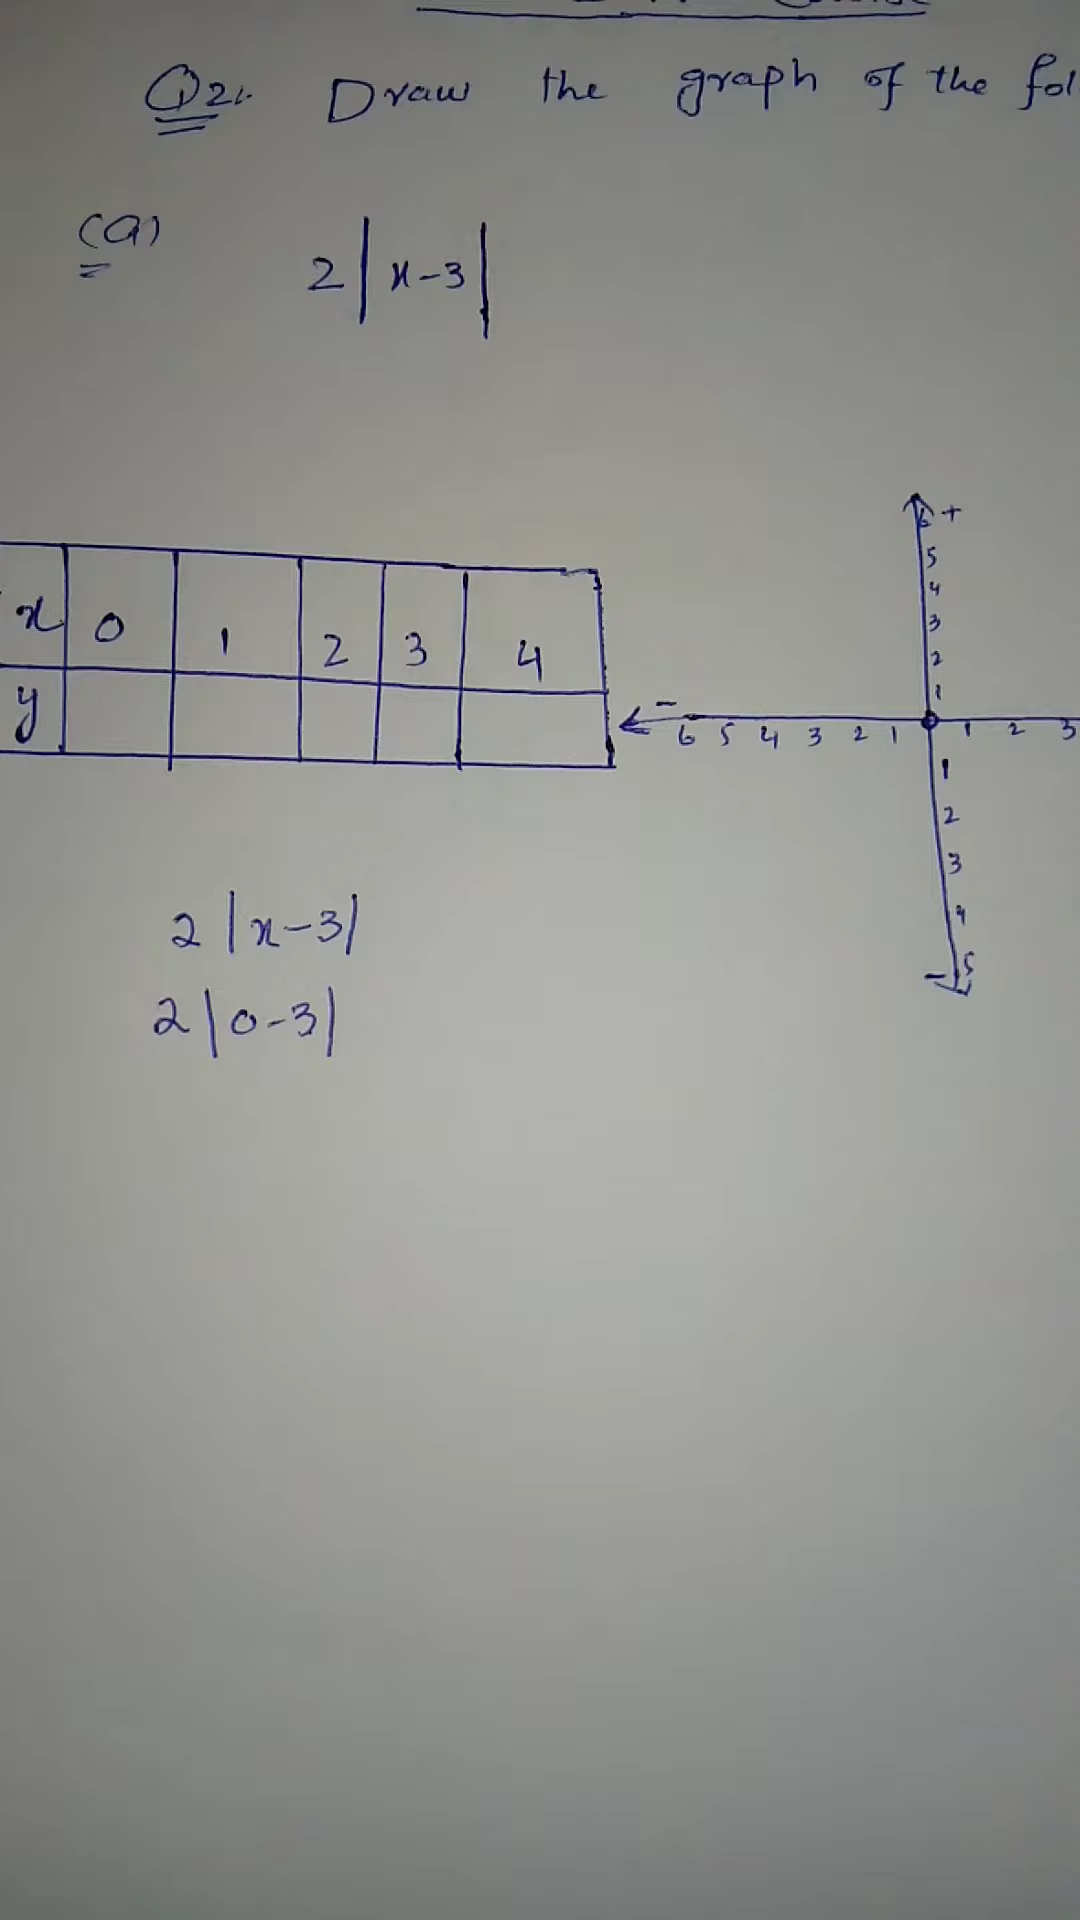 Q21. Draw the graph of the fol
(a) 2|x-3|
x 0 1 2 3 4
y
+
6
5
4
3
2
1
- 6 5 4 3 2 1 1 2 3
1
2
3
4
5
-
2|x-3|
2|0-3|